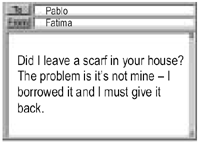 To Pablo
From Fatima
Did I leave a scarf in your house?
The problem is it's not mine – I
borrowed it and I must give it
back.